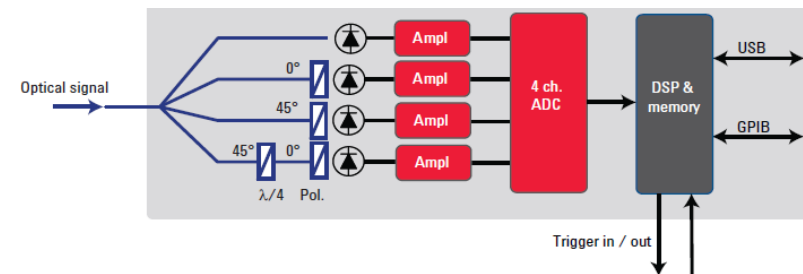 Optical signal
0°
45°
45°
0°
λ/4
Pol.
Ampl
Ampl
Ampl
Ampl
4 ch.
ADC
DSP &
memory
USB
GPIB
Trigger in / out